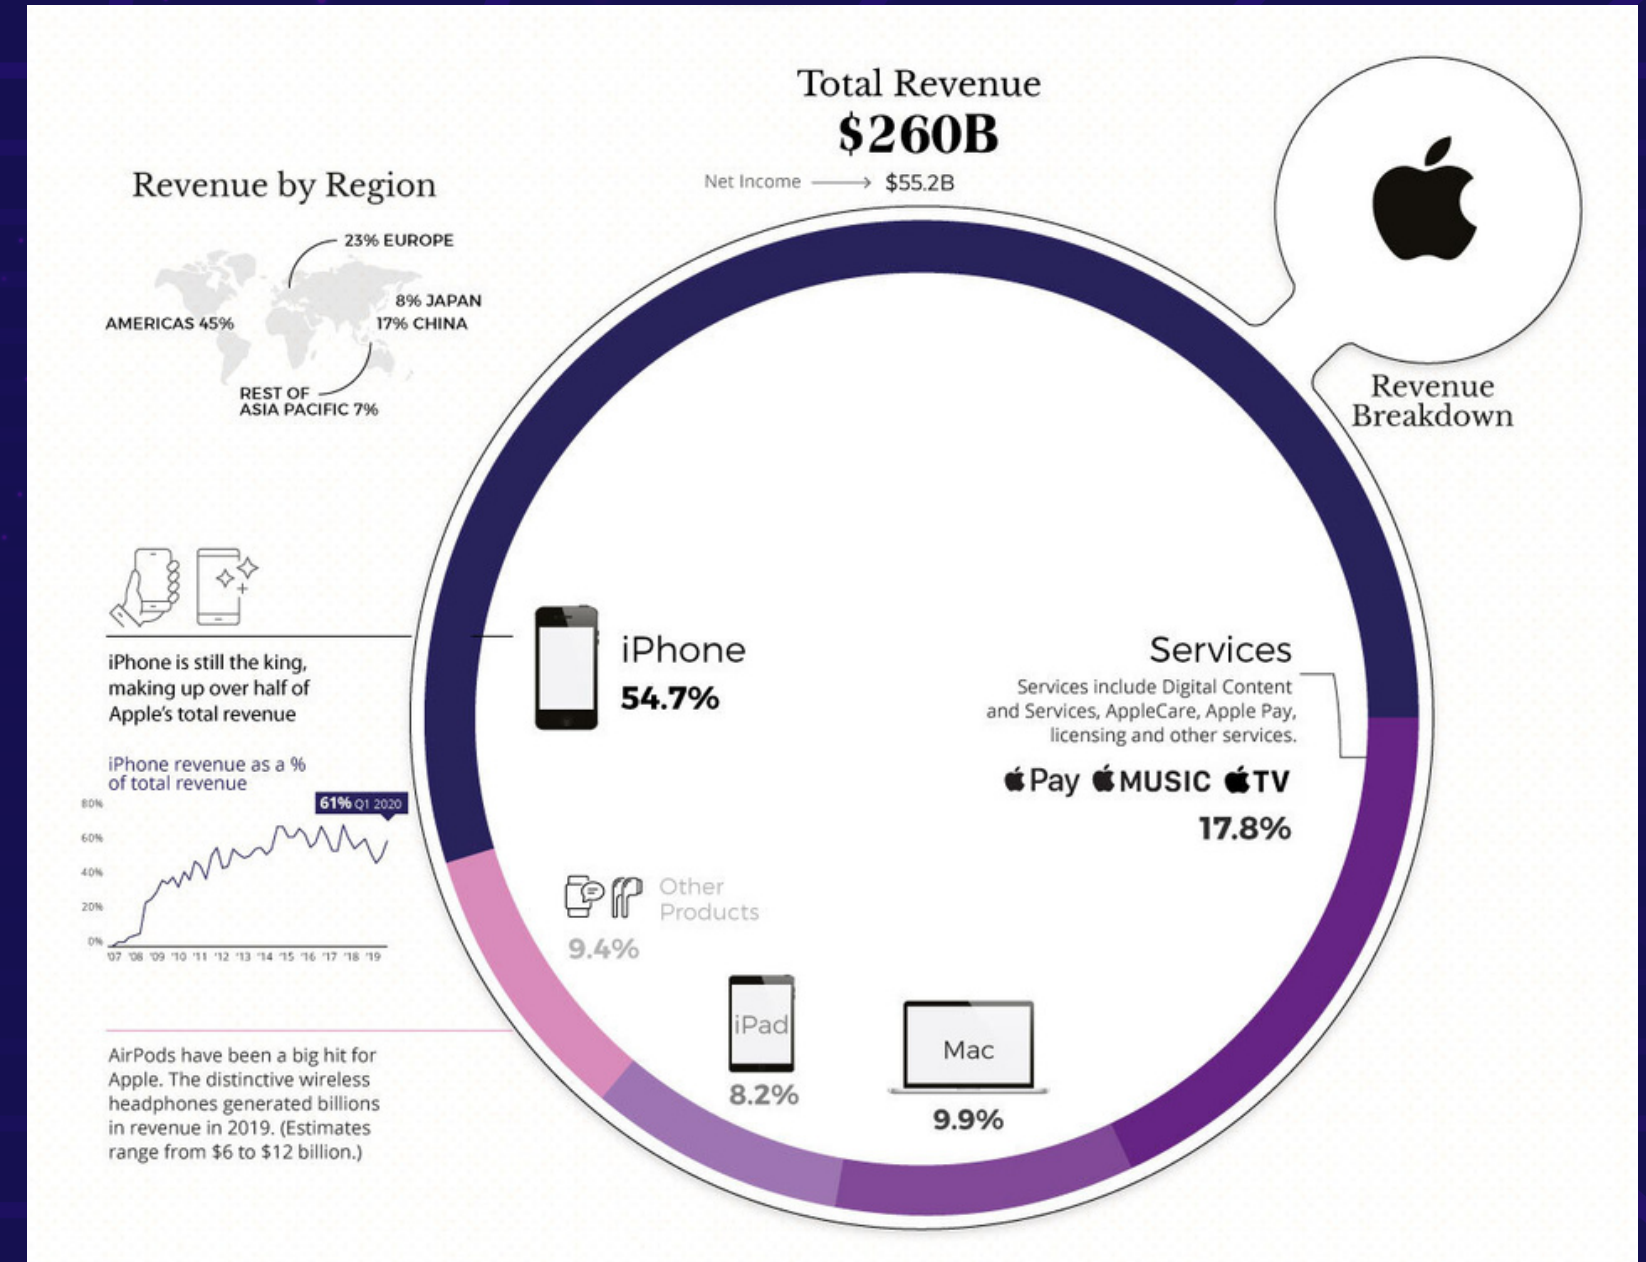 Total Revenue
$260B
Net Income $55.2B
Revenue by Region
23% EUROPE
8% JAPAN
AMERICAS 45%
17% CHINA
REST OF
ASIA PACIFIC 7%
Revenue
Breakdown
iPhone is still the king,
making up over half of
Apple's total revenue
iPhone revenue as a %
of total revenue
61% Q1 2020
80%
60%
40%
20%
0%
'07 '08 '09 '10 '11 '12 '13 '14 '15 '16 '17 '18 '19
AirPods have been a big hit for
Apple. The distinctive wireless
headphones generated billions
in revenue in 2019. (Estimates
range from $6 to $12 billion.)
iPhone
54.7%
Services
Services include Digital Content
and Services, AppleCare, Apple Pay,
licensing and other services.
Pay MUSIC TV
17.8%
Other
Products
9.4%
iPad
8.2%
Mac
9.9%